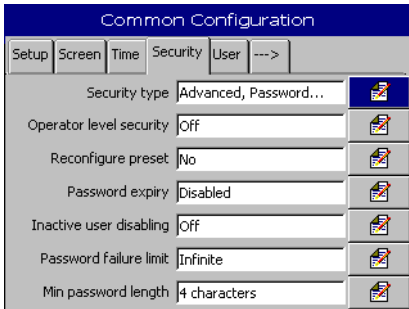 Common Configuration
Setup Screen Time Security User --->
Security type Advanced, Password...
Operator level security Off
Reconfigure preset No
Password expiry Disabled
Inactive user disabling Off
Password failure limit Infinite
Min password length 4 characters